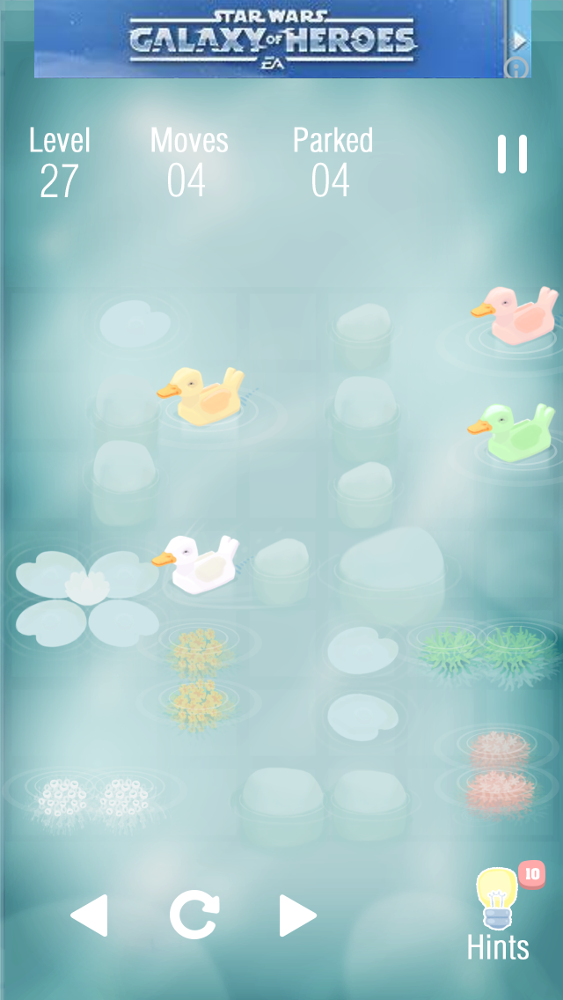 STAR WARS
GALAXY OF HEROES
EA
Level Moves Parked
27 04 04
10
Hints